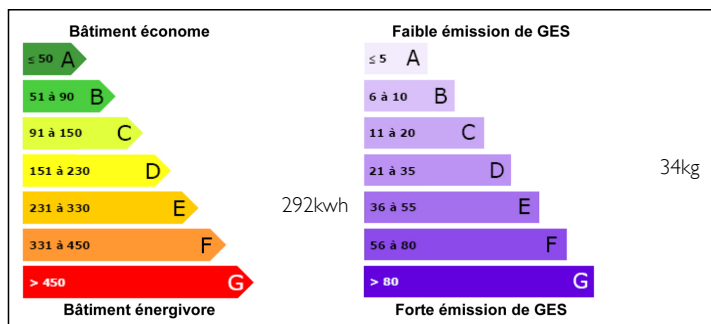 Bâtiment économe
≤ 50 A
51 à 90 B
91 à 150 C
151 à 230 D
231 à 330 E
292kwh
331 à 450 F
> 450 G
Bâtiment énergivore
Faible émission de GES
≤ 5 A
6 à 10 B
11 à 20 C
21 à 35 D
34kg
36 à 55 E
56 à 80 F
> 80 G
Forte émission de GES